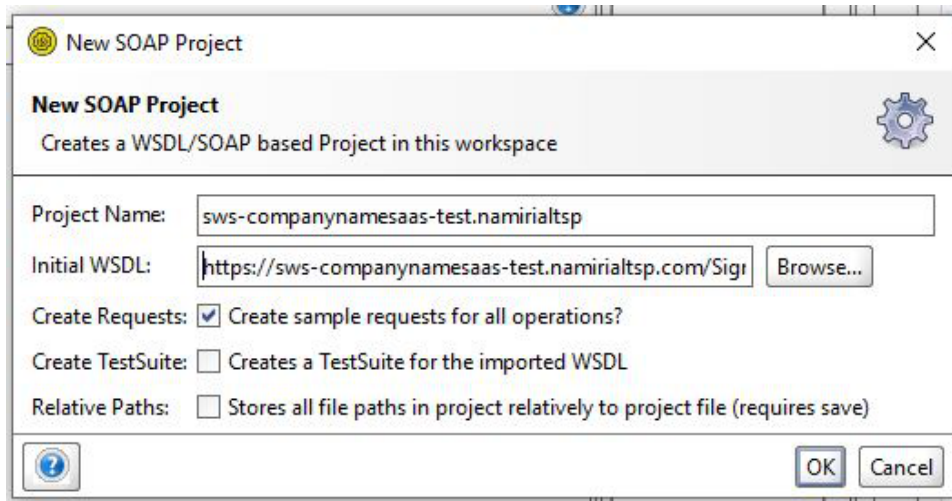 New SOAP Project
New SOAP Project
Creates a WSDL/SOAP based Project in this workspace
Project Name: sws-companynamesaas-test.namirialtsp
Initial WSDL: https://sws-companynamesaas-test.namirialtsp.com/Sigr Browse...
Create Requests: Create sample requests for all operations?
Create TestSuite: Creates a TestSuite for the imported WSDL
Relative Paths: Stores all file paths in project relatively to project file (requires save)
OK Cancel